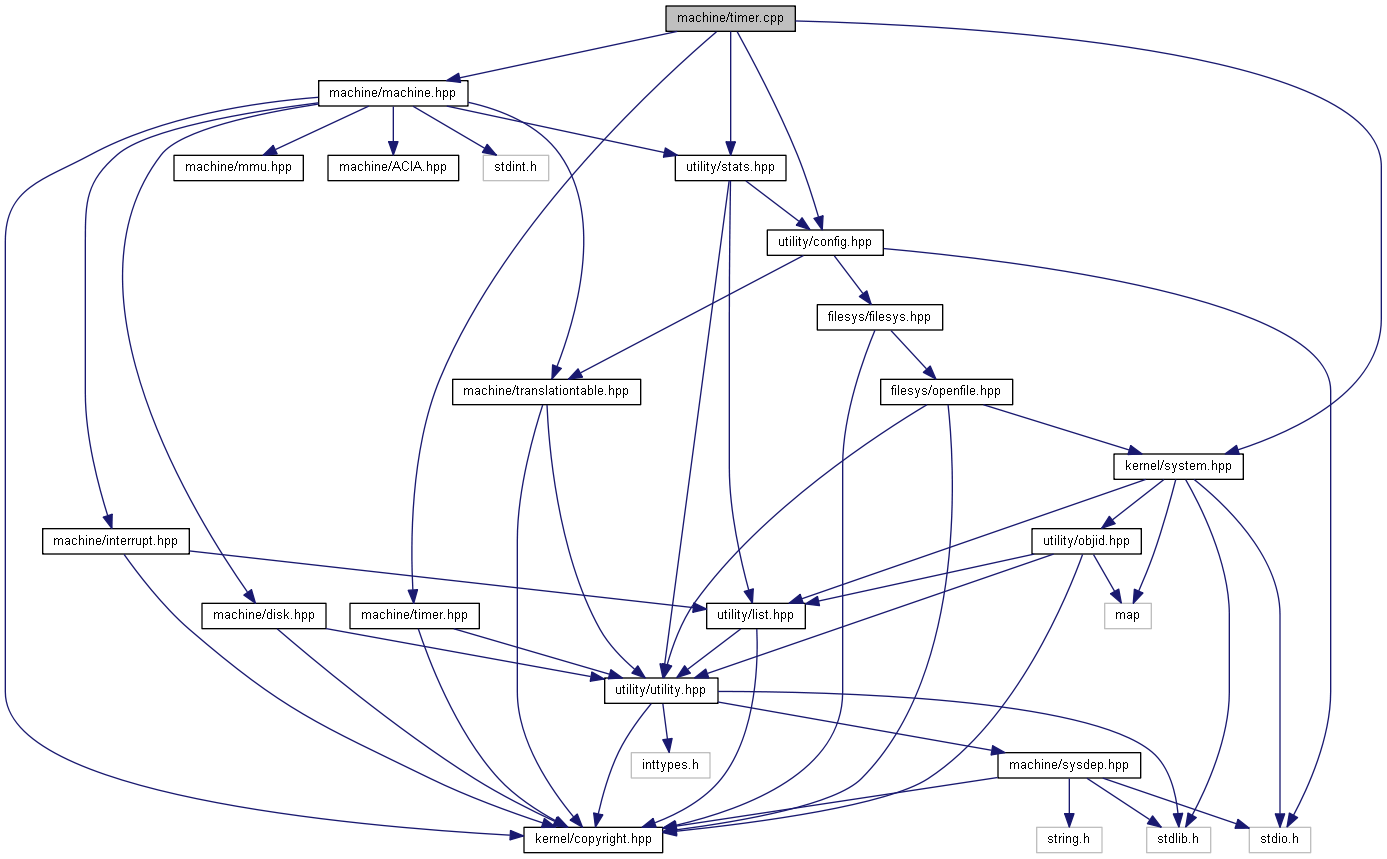 machine/timer.cpp
machine/machine.hpp
machine/mmu.hpp
machine/ACIA.hpp
stdint.h
utility/stats.hpp
utility/config.hpp
filesys/filesys.hpp
machine/translationtable.hpp
filesys/openfile.hpp
kernel/system.hpp
machine/interrupt.hpp
utility/objid.hpp
machine/disk.hpp
machine/timer.hpp
utility/list.hpp
map
utility/utility.hpp
inttypes.h
machine/sysdep.hpp
kernel/copyright.hpp
string.h
stdlib.h
stdio.h